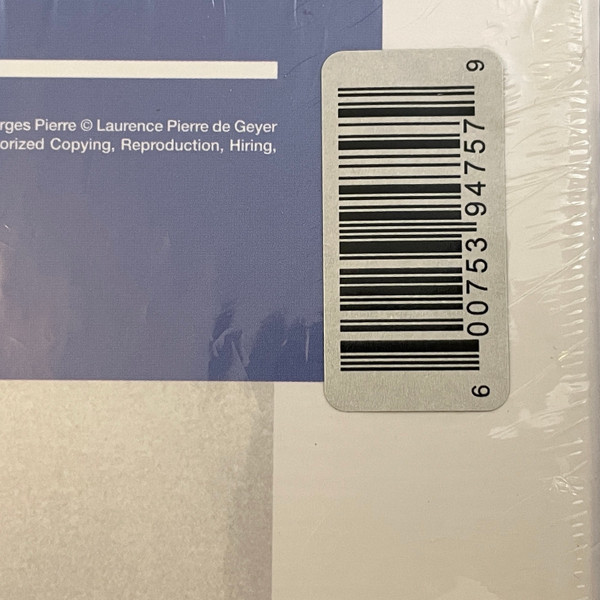 rges Pierre © Laurence Pierre de Geyer
orized Copying, Reproduction, Hiring,
6 00753 94757 9